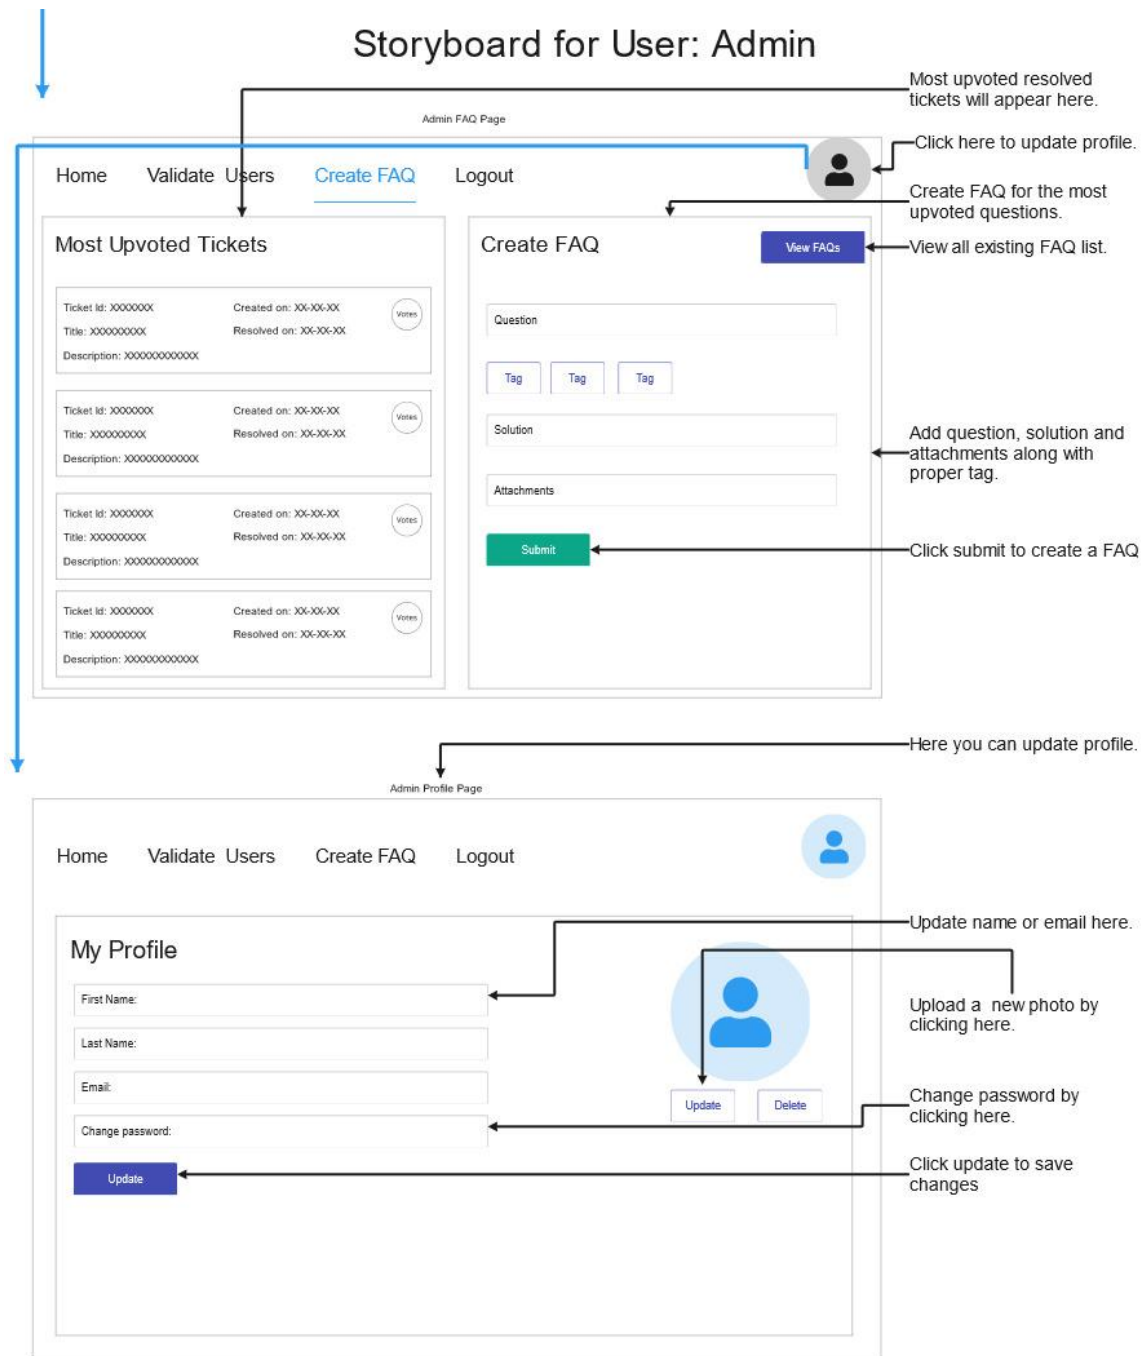 Storyboard for User: Admin
Most upvoted resolved
tickets will appear here.
Admin FAQ Page
Click here to update profile.
Home Validate Users Create FAQ Logout
Create FAQ for the most
upvoted questions.
Most Upvoted Tickets
Create FAQ
View FAQs
View all existing FAQ list.
Ticket Id: XXXXXXX Created on: XX-XX-XX
Votes
Title: XXXXXXXXX Resolved on: XX-XX-XX
Description: XXXXXXXXXXXX
Question
Tag Tag Tag
Ticket Id: XXXXXXX Created on: XX-XX-XX
Votes
Title: XXXXXXXXX Resolved on: XX-XX-XX
Description: XXXXXXXXXXXX
Solution
Add question, solution and
attachments along with
proper tag.
Attachments
Ticket Id: XXXXXXX Created on: XX-XX-XX
Votes
Title: XXXXXXXXX Resolved on: XX-XX-XX
Description: XXXXXXXXXXXX
Submit
Click submit to create a FAQ
Ticket Id: XXXXXXX Created on: XX-XX-XX
Votes
Title: XXXXXXXXX Resolved on: XX-XX-XX
Description: XXXXXXXXXXXX
Here you can update profile.
Admin Profile Page
Home Validate Users Create FAQ Logout
Update name or email here.
My Profile
First Name:
Upload a new photo by
clicking here.
Last Name:
Email:
Update Delete
Change password by
clicking here.
Change password:
Click update to save
changes
Update